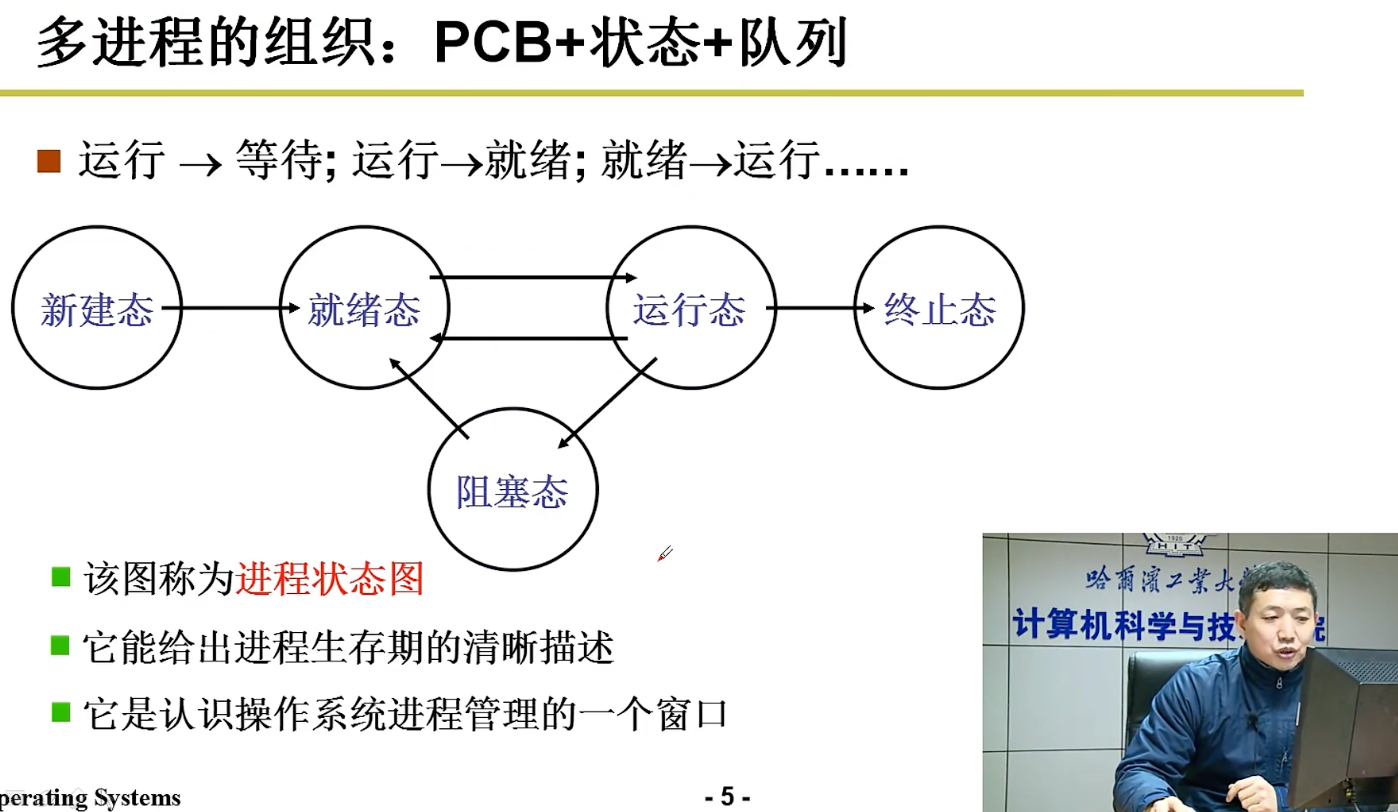 多进程的组织：PCB+状态+队列
运行 → 等待; 运行→就绪; 就绪→运行……
新建态
就绪态
运行态
终止态
阻塞态
该图称为进程状态图
它能给出进程生存期的清晰描述
它是认识操作系统进程管理的一个窗口
1920
HIT
哈爾濱工業大
计算机科学与技 院
perating Systems
- 5 -